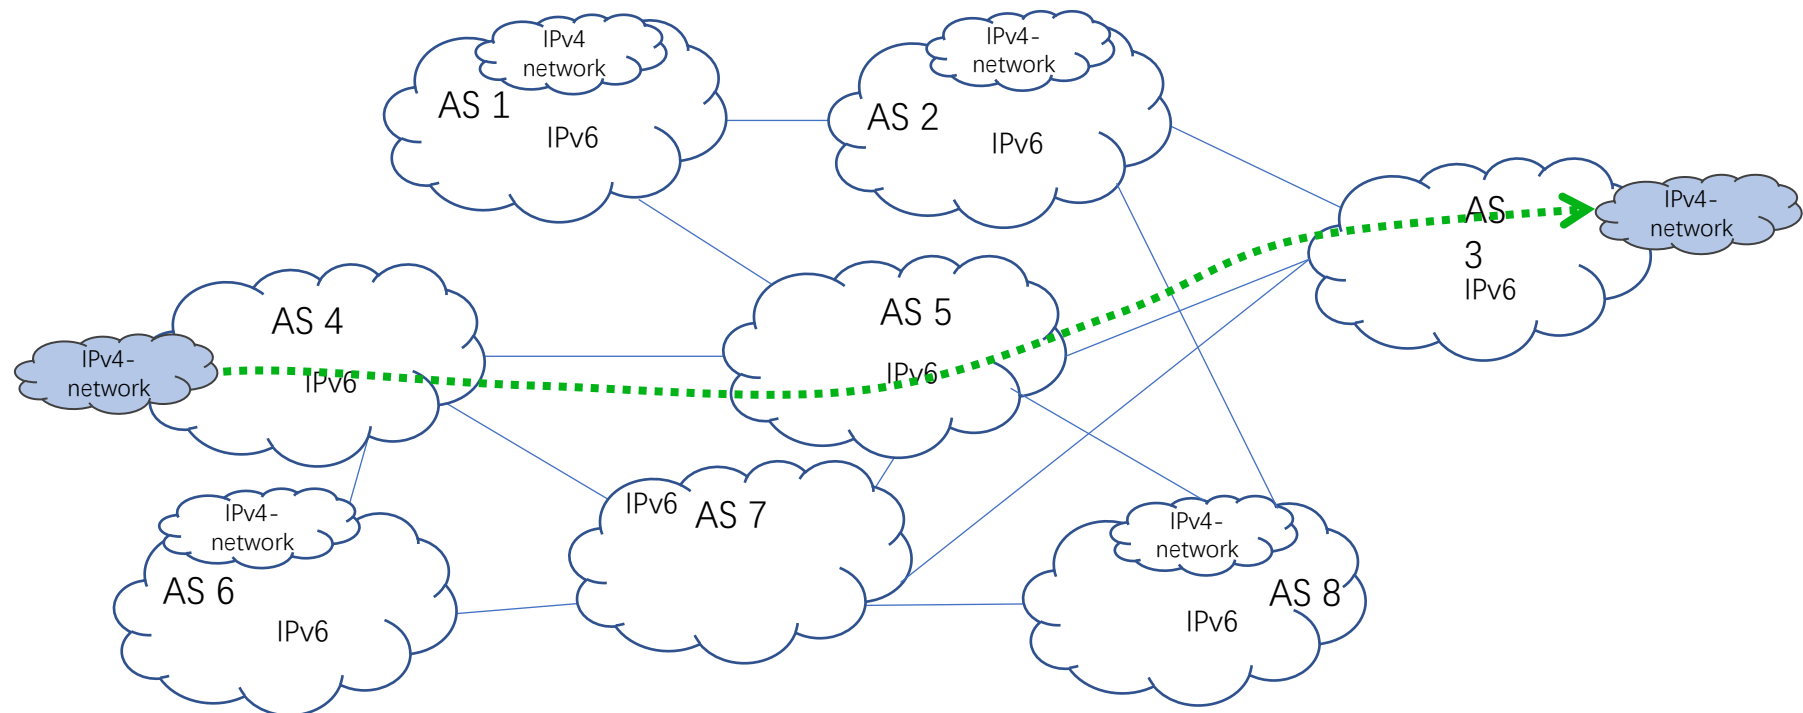 IPv4
network
AS 1
IPv6
IPv4-
network
AS 2
IPv6
AS
3
IPv6
IPv4-
network
IPv4-
network
AS 4
IPv6
AS 5
IPv6
IPv4-
network
AS 6
IPv6
IPv6
AS 7
IPv4-
network
AS 8
IPv6